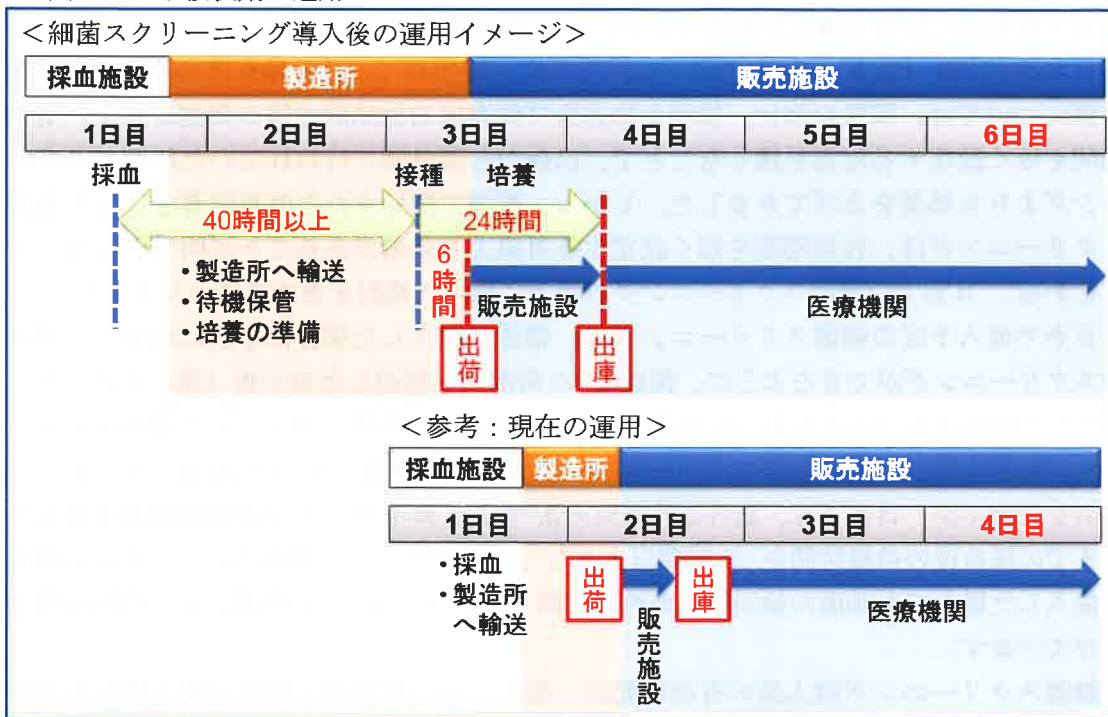 ＜細菌スクリーニング導入後の運用イメージ＞
採血施設 製造所 販売施設
1日目 2日目 3日目 4日目 5日目 6日目
採血 接種 培養
40時間以上 24時間
・製造所へ輸送
・待機保管
・培養の準備
6時間
販売施設 医療機関
出荷 出庫
＜参考：現在の運用＞
採血施設 製造所 販売施設
1日目 2日目 3日目 4日目
・採血
・製造所
へ輸送
出荷 出庫
販売施設
医療機関